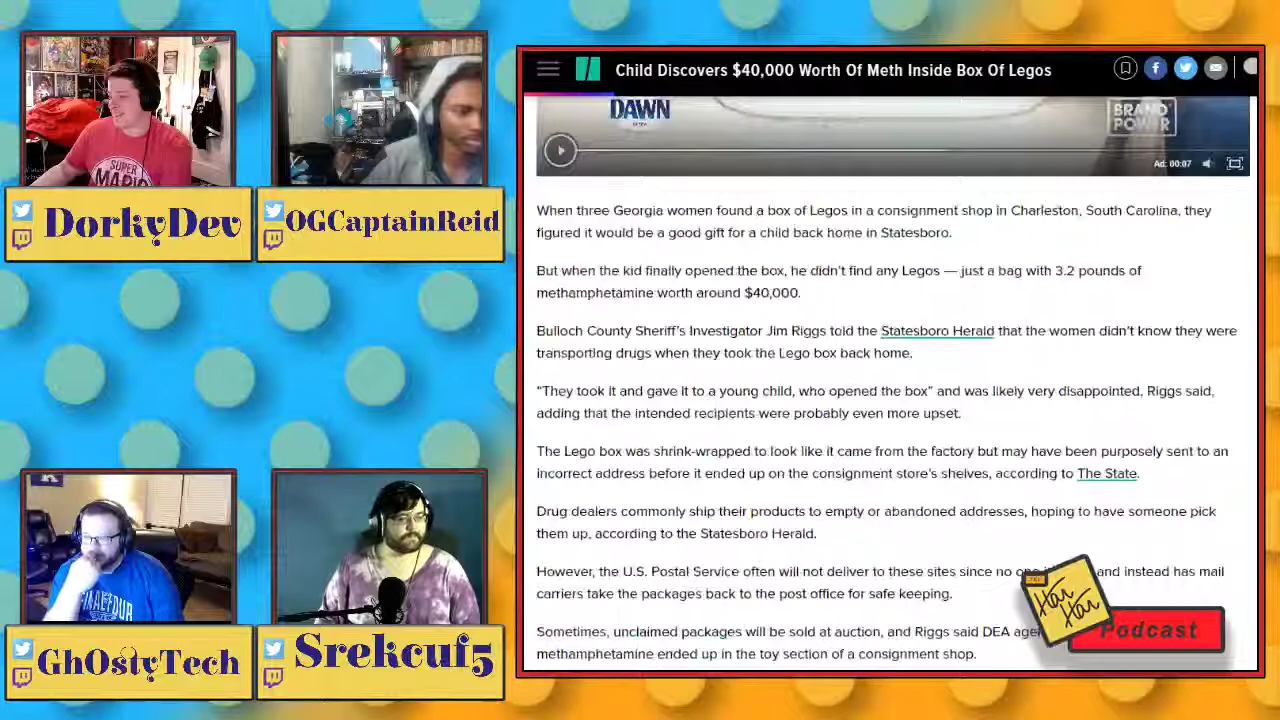 SUPER
MARIO
DorkyDev
OGCaptainReid
FINAL FOUR
GhOstyTech
Srekcuf5
Child Discovers $40,000 Worth Of Meth Inside Box Of Legos
DAWN
BRAND
POWER
Ad: 00:07
When three Georgia women found a box of Legos in a consignment shop in Charleston, South Carolina, they
figured it would be a good gift for a child back home in Statesboro.
But when the kid finally opened the box, he didn't find any Legos — just a bag with 3.2 pounds of
methamphetamine worth around $40,000.
Bulloch County Sheriff's Investigator Jim Riggs told the Statesboro Herald that the women didn't know they were
transporting drugs when they took the Lego box back home.
“They took it and gave it to a young child, who opened the box” and was likely very disappointed, Riggs said,
adding that the intended recipients were probably even more upset.
The Lego box was shrink-wrapped to look like it came from the factory but may have been purposely sent to an
incorrect address before it ended up on the consignment store's shelves, according to The State.
Drug dealers commonly ship their products to empty or abandoned addresses, hoping to have someone pick
them up, according to the Statesboro Herald.
However, the U.S. Postal Service often will not deliver to these sites since no and instead has mail
carriers take the packages back to the post office for safe keeping.
Sometimes, unclaimed packages will be sold at auction, and Riggs said DEA
methamphetamine ended up in the toy section of a consignment shop.
THE
Har
Har
Podcast